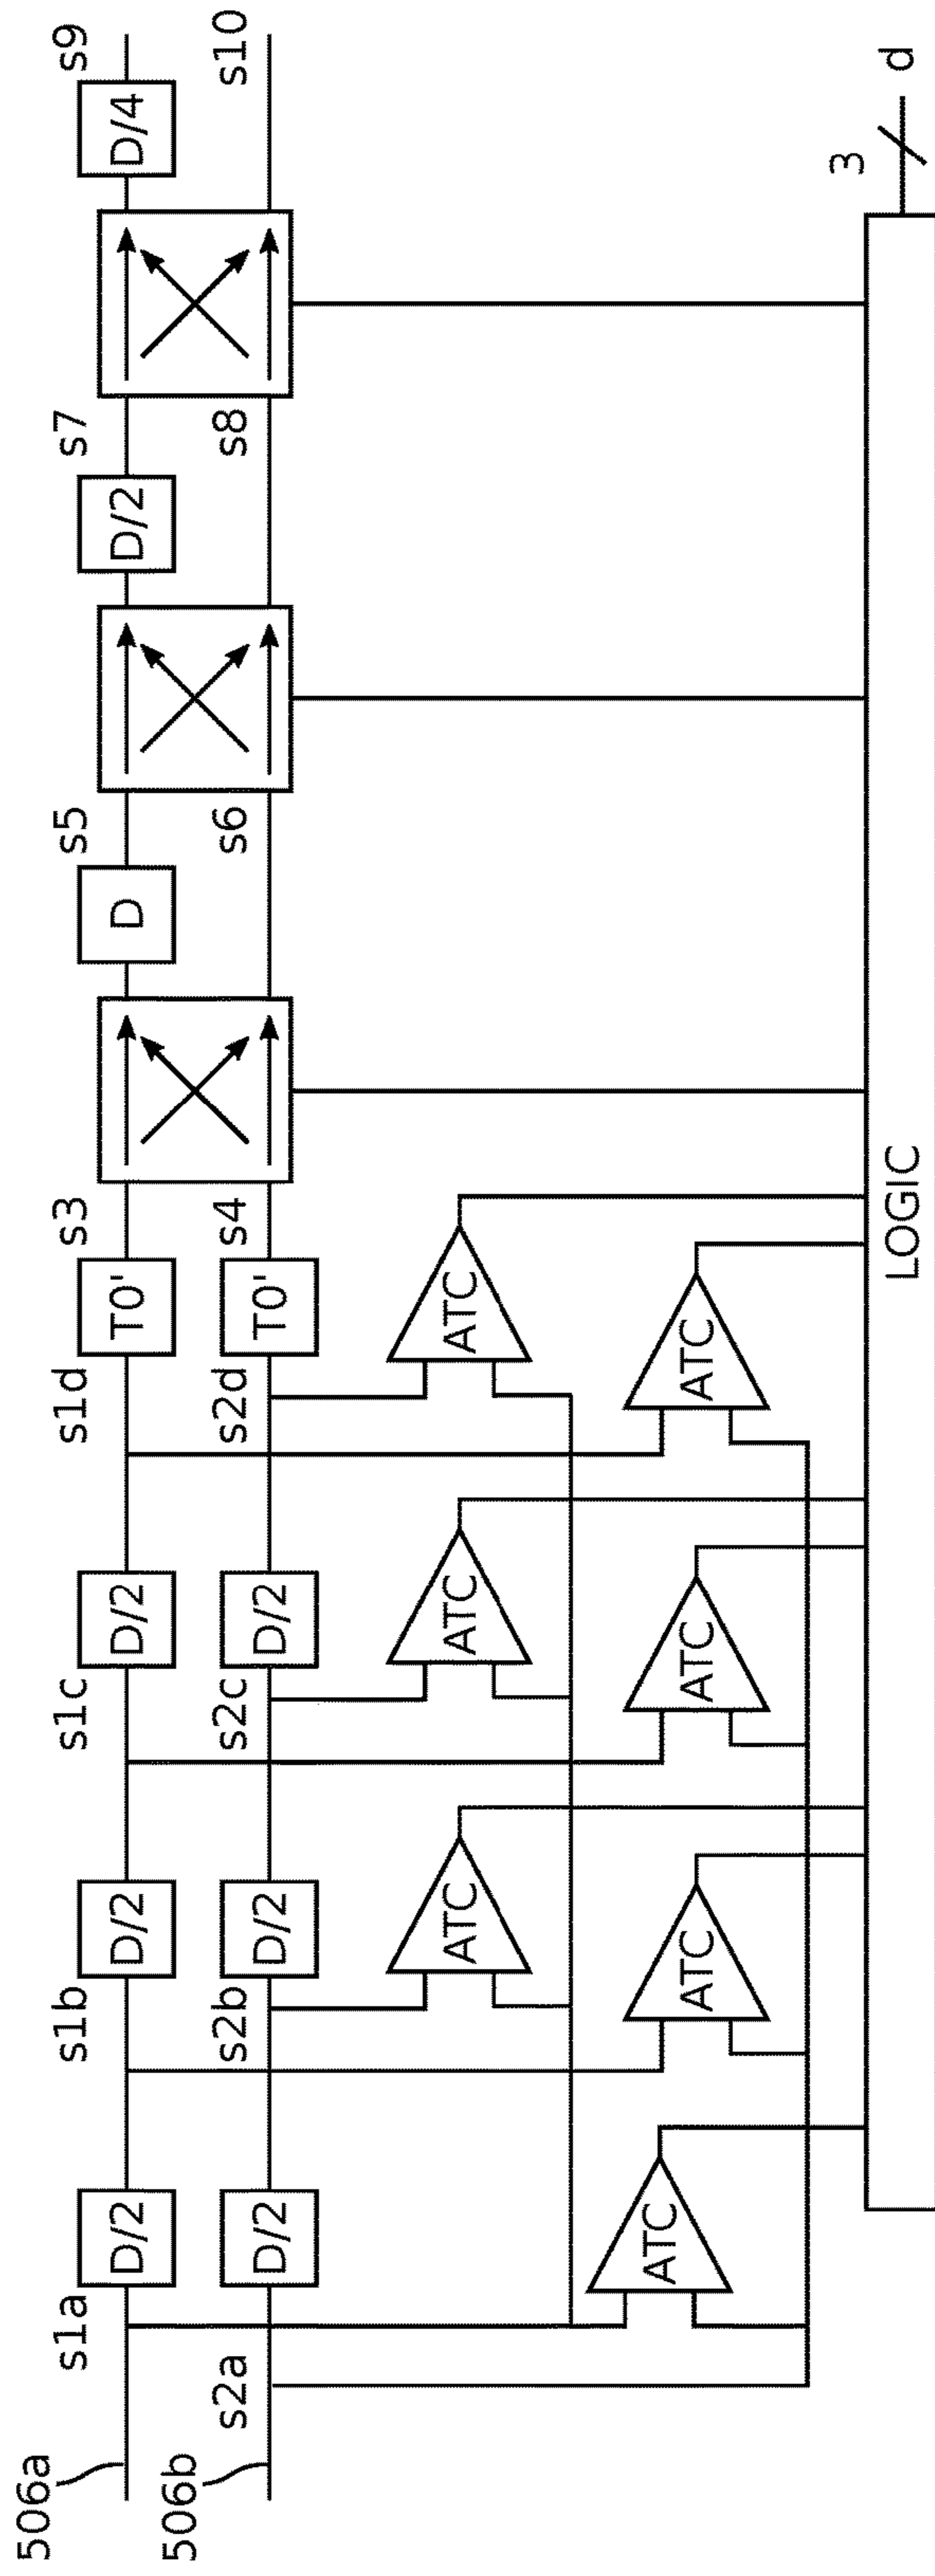 506a
s1a
D/2
s1b
D/2
s1c
D/2
s1d
T0'
s3
D
s5
D/2
s7
D/4
s9
506b
s2a
D/2
s2b
D/2
s2c
D/2
s2d
T0'
s4
s6
s8
s10
ATC
ATC
ATC
ATC
ATC
ATC
ATC
LOGIC
3
d